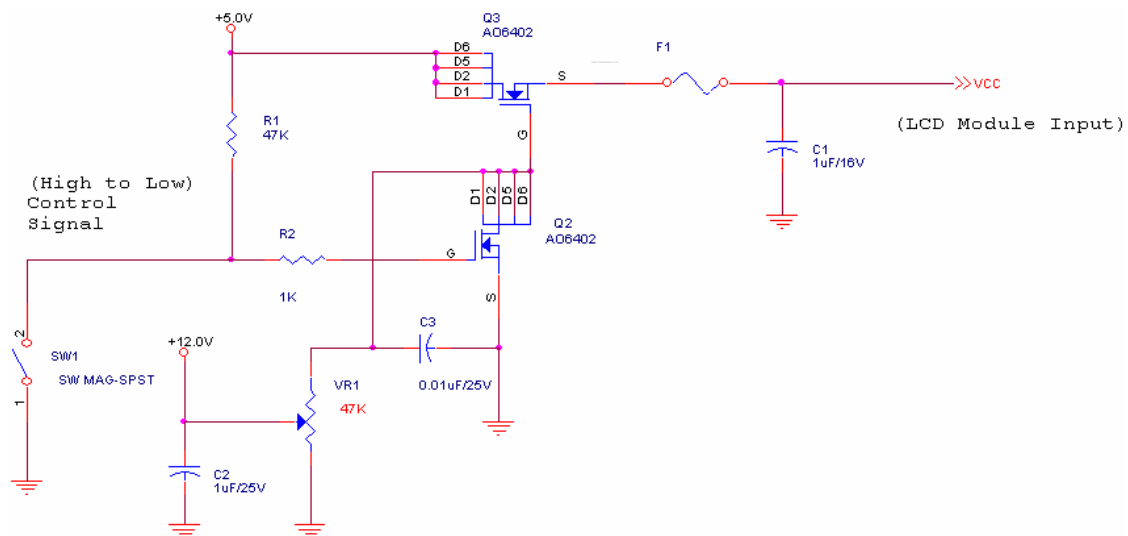 +5.0V
Q3
AO6402
D6
D5
D2
D1
S
G
F1
VCC
(LCD Module Input)
R1
47K
C1
1uF/16V
(High to Low)
Control
Signal
D1
D2
D5
D6
Q2
AO6402
R2
1K
G
S
C3
0.01uF/25V
+12.0V
2
SW1
SW MAG-SPST
1
VR1
47K
C2
1uF/25V